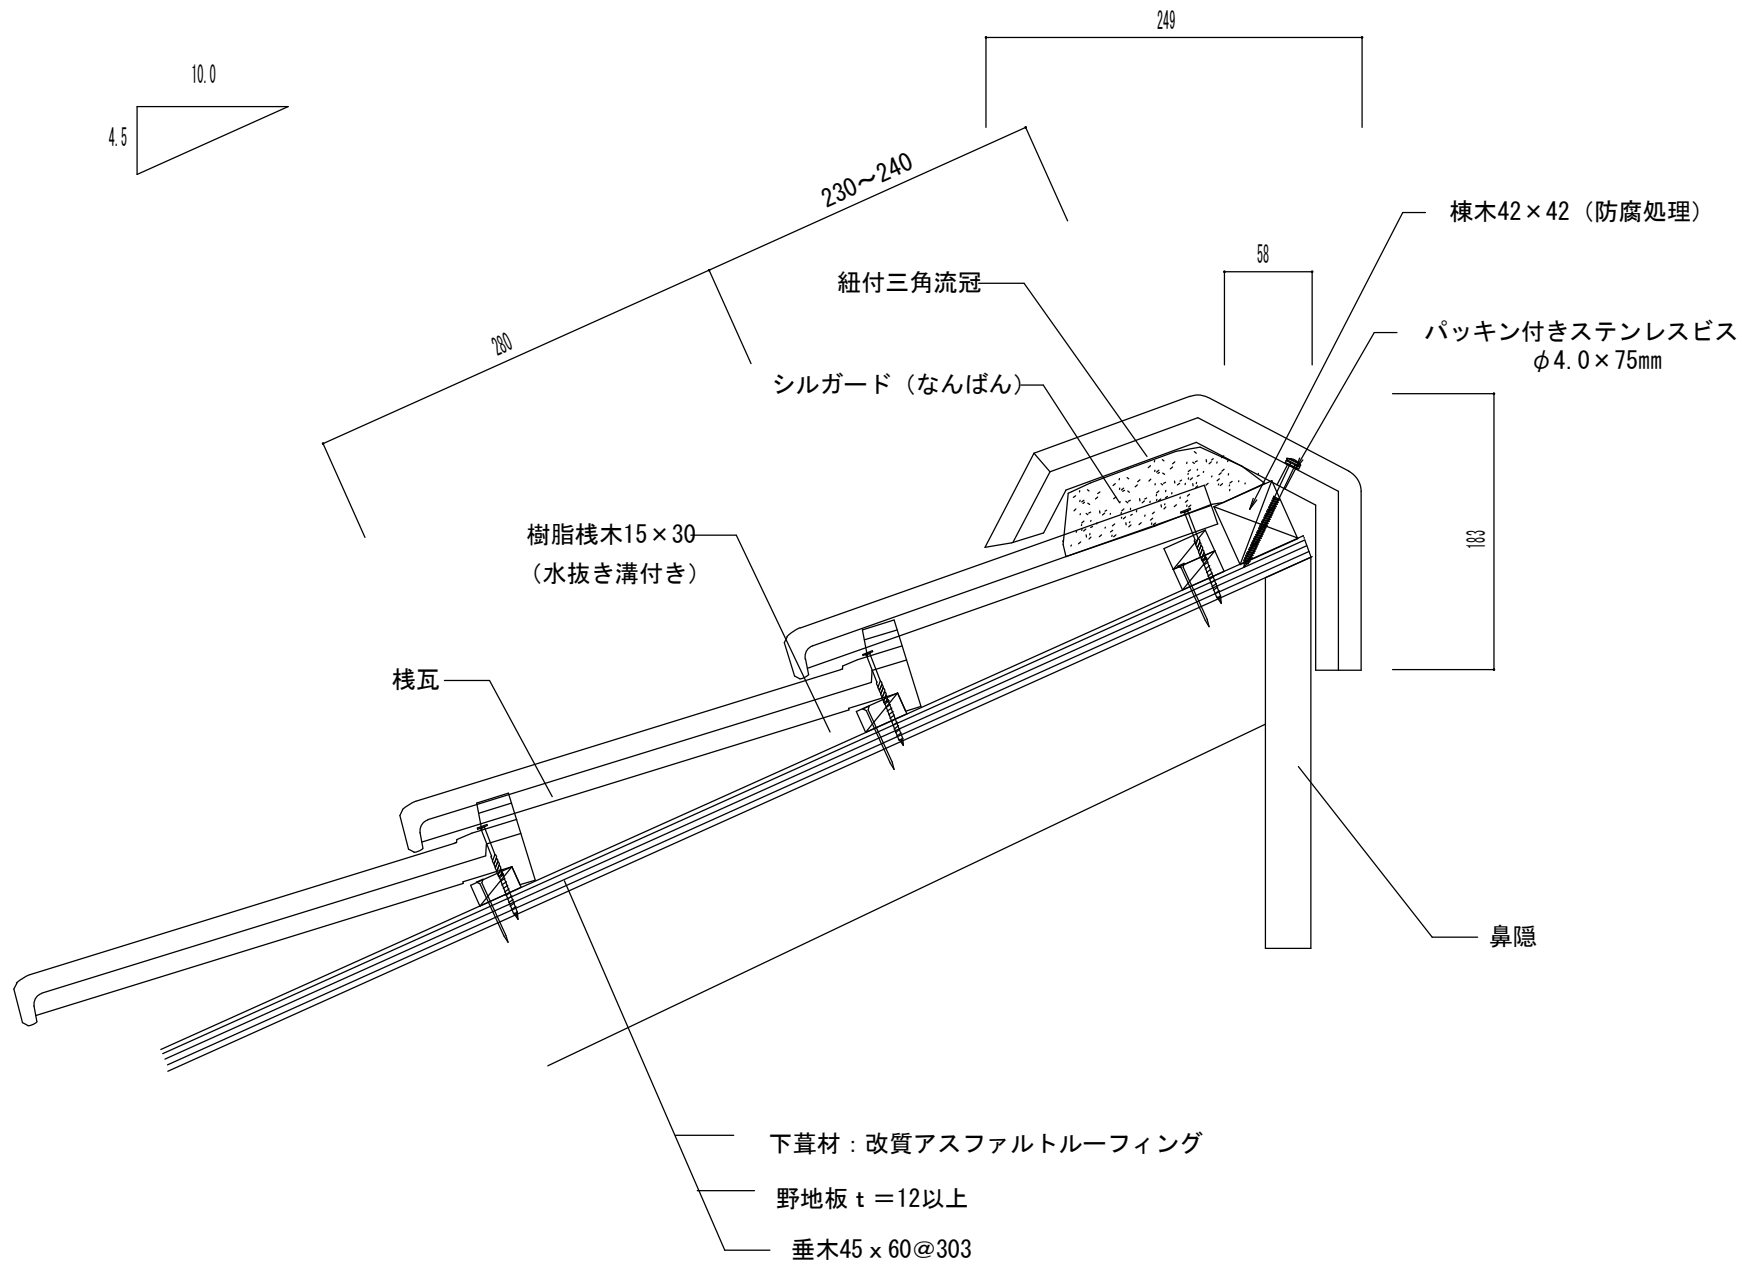 249
10.0
4.5
230～240
棟木42×42（防腐処理）
58
紐付三角流冠
パッキン付きステンレスビス
φ4.0×75mm
280
シルガード（なんばん）
樹脂桟木15×30
（水抜き溝付き）
183
桟瓦
鼻隠
下葺材：改質アスファルトルーフィング
野地板ｔ＝12以上
垂木45ｘ60@303